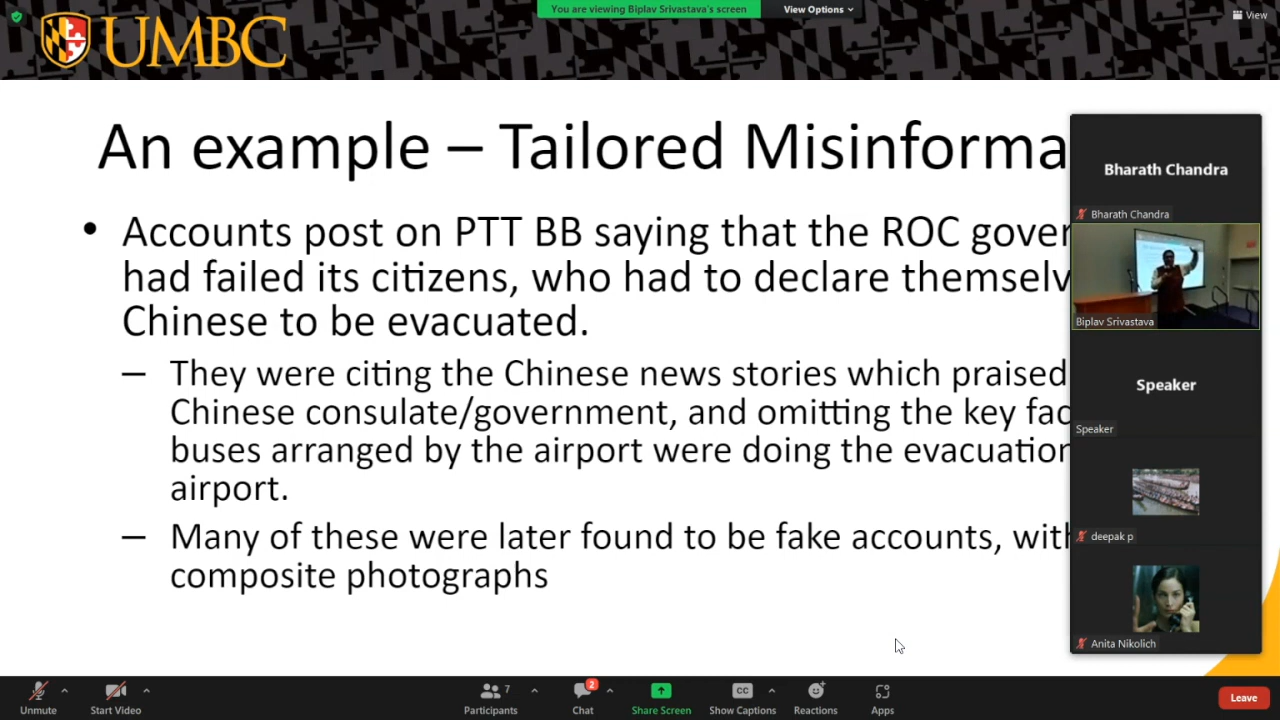 You are viewing Biplav Srivastava's screen
View Options
View
UMBC
An example – Tailored Misinforma
• Accounts post on PTT BB saying that the ROC gover
had failed its citizens, who had to declare themselv
Chinese to be evacuated.
– They were citing the Chinese news stories which praised
Chinese consulate/government, and omitting the key fac
buses arranged by the airport were doing the evacuation
airport.
– Many of these were later found to be fake accounts, with
composite photographs
Bharath Chandra
Bharath Chandra
Biplav Srivastava
Speaker
Speaker
deepak p
Anita Nikolich
Unmute
Start Video
7
Participants
2
Chat
Share Screen
CC
Show Captions
Reactions
Apps
Leave